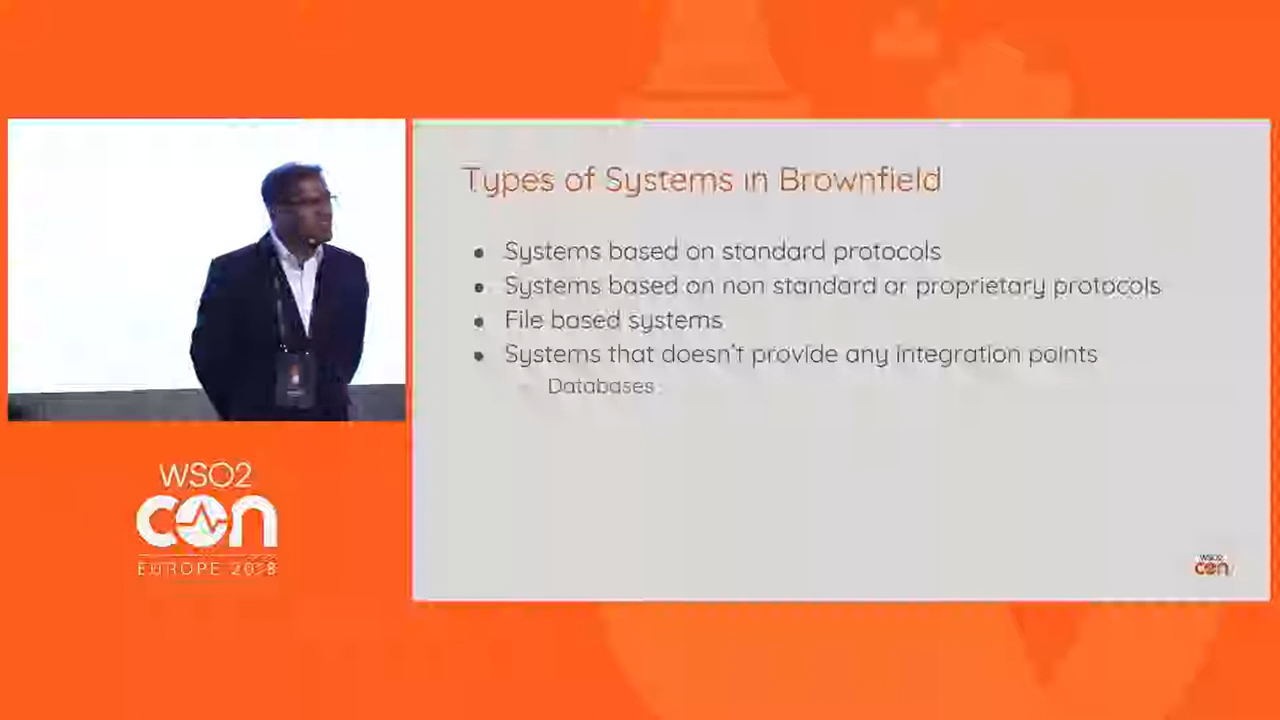 Types of Systems in Brownfield
Systems based on standard protocols
Systems based on non standard or proprietary protocols
File based systems
Systems that doesn't provide any integration points
Databases
WSO2
con
EUROPE 2018
WSO2
con